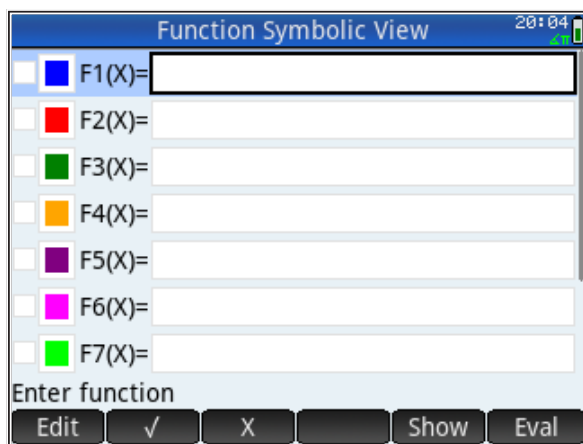 Function Symbolic View 20:04
∡π
F1(X)=
F2(X)=
F3(X)=
F4(X)=
F5(X)=
F6(X)=
F7(X)=
Enter function
Edit √ X Show Eval